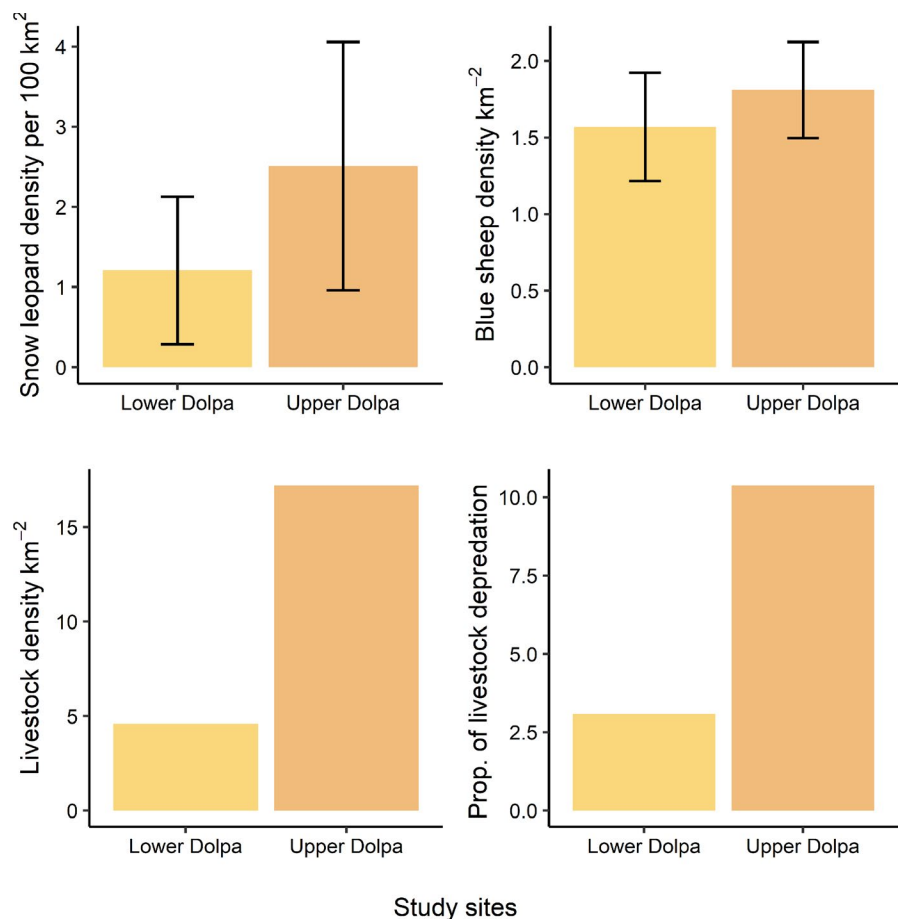 Snow leopard density per 100 km²
4
3
2
1
0
Lower Dolpa
Upper Dolpa
Blue sheep density km⁻²
2.0
1.5
1.0
0.5
0.0
Lower Dolpa
Upper Dolpa
Livestock density km⁻²
15
10
5
0
Lower Dolpa
Upper Dolpa
Prop. of livestock depredation
10.0
7.5
5.0
2.5
0.0
Lower Dolpa
Upper Dolpa
Study sites